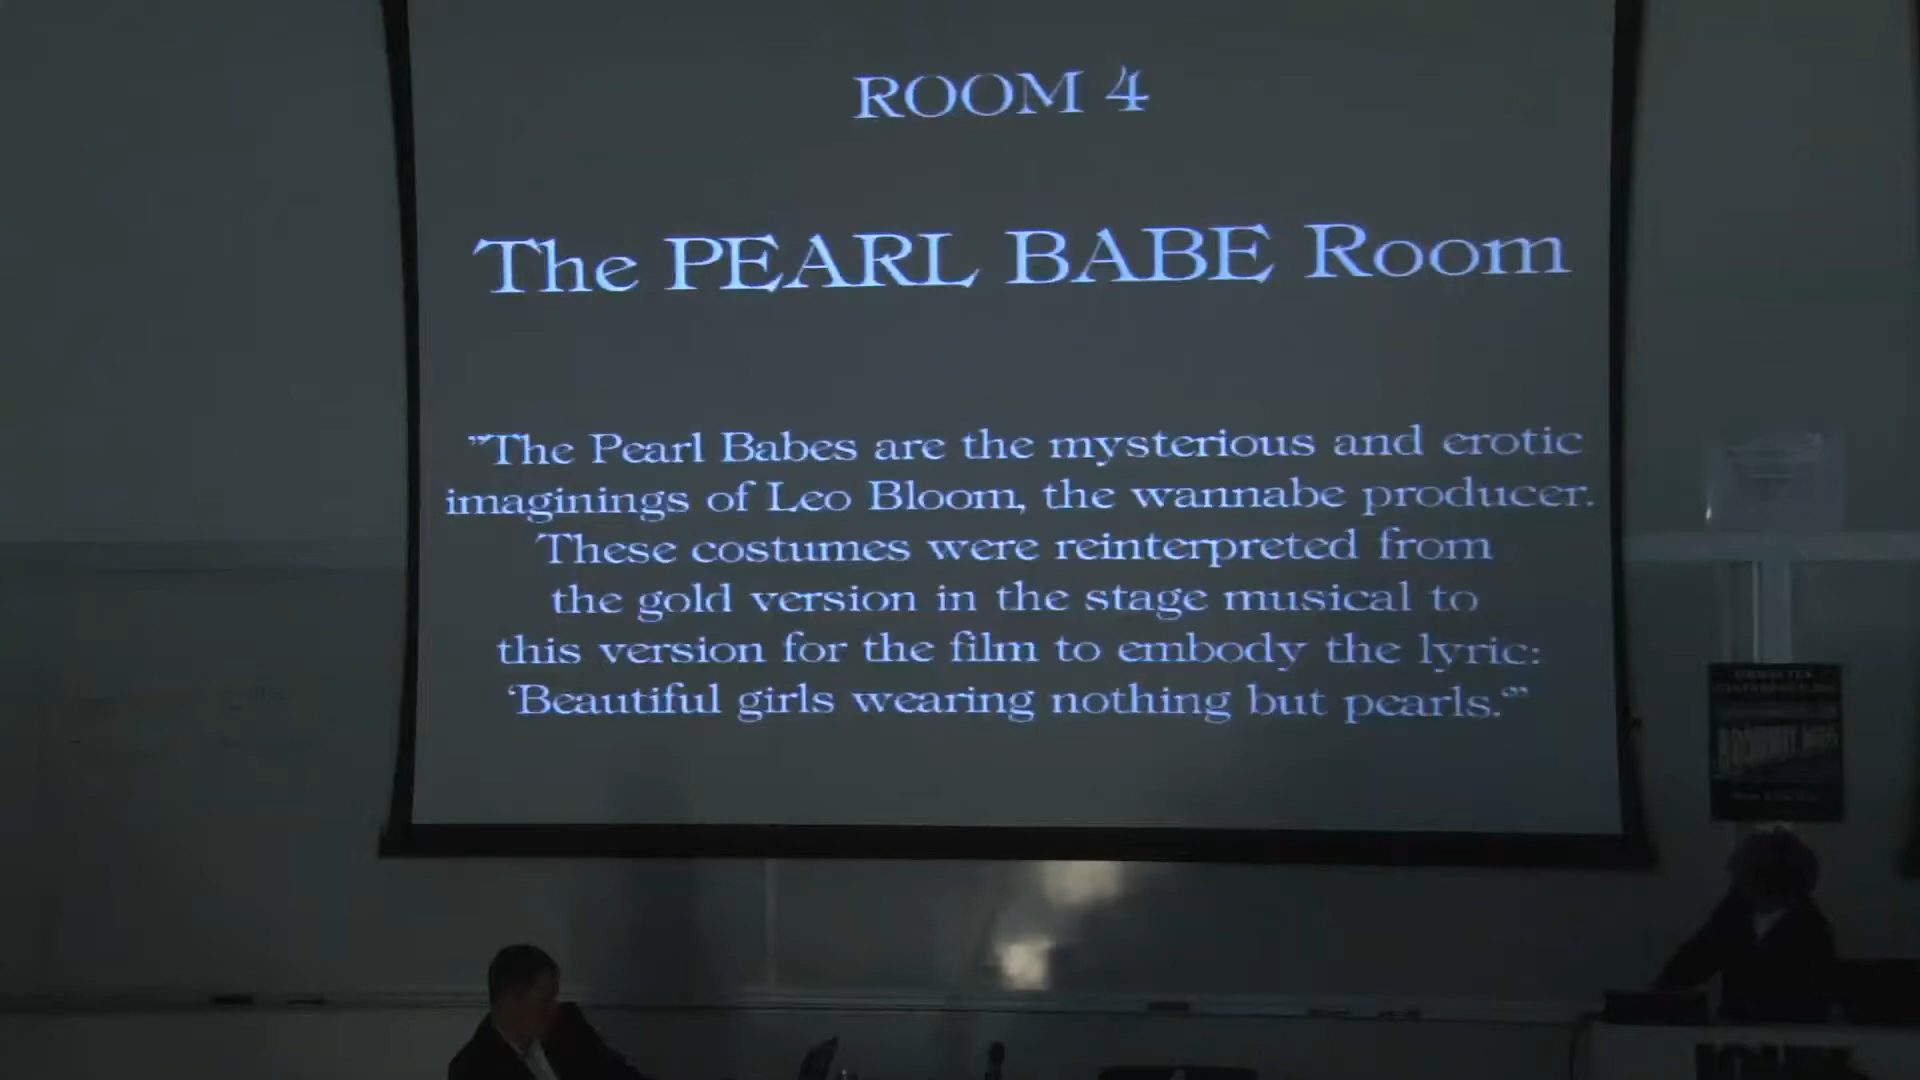 ROOM 4
The PEARL BABE Room
"The Pearl Babes are the mysterious and erotic
imaginings of Leo Bloom, the wannabe producer.
These costumes were reinterpreted from
the gold version in the stage musical to
this version for the film to embody the lyric:
‘Beautiful girls wearing nothing but pearls.’”